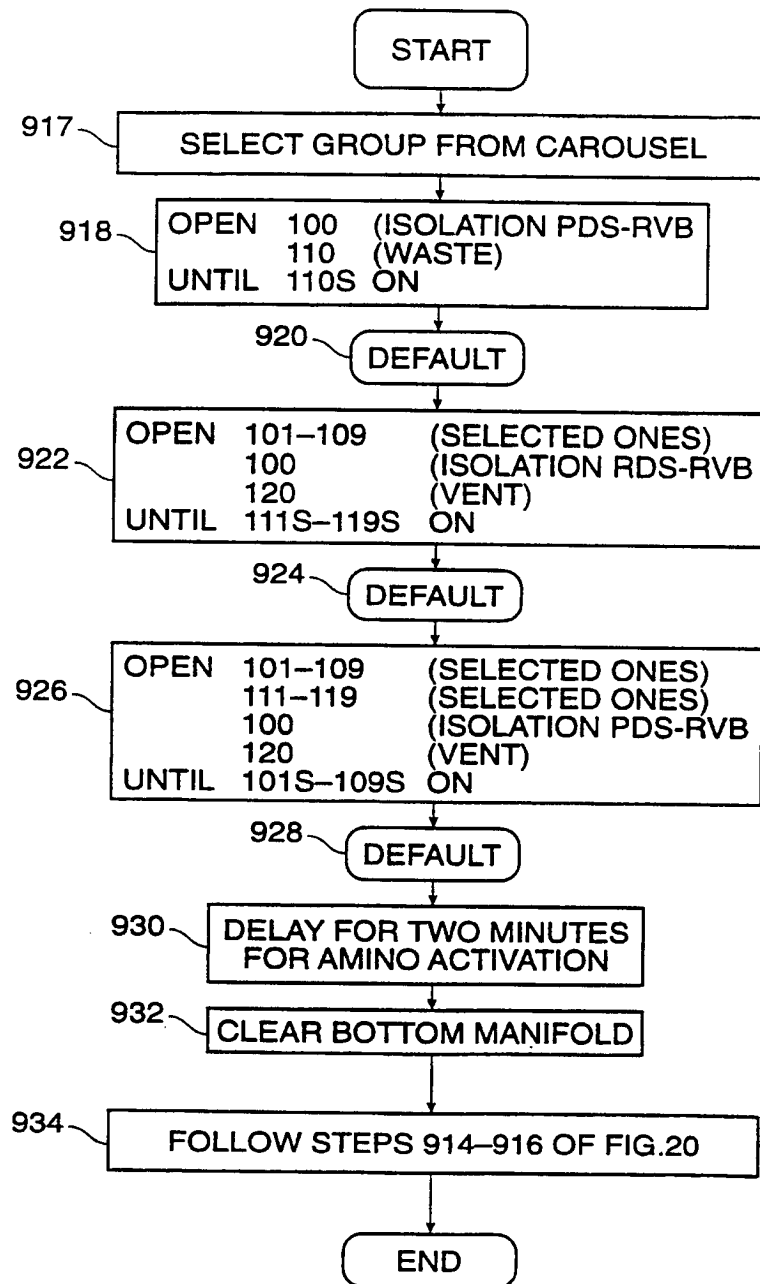 START
917
SELECT GROUP FROM CAROUSEL
918
OPEN 100 (ISOLATION PDS-RVB
110 (WASTE)
UNTIL 110S ON
920
DEFAULT
922
OPEN 101–109 (SELECTED ONES)
100 (ISOLATION RDS-RVB
120 (VENT)
UNTIL 111S–119S ON
924
DEFAULT
926
OPEN 101–109 (SELECTED ONES)
111–119 (SELECTED ONES)
100 (ISOLATION PDS-RVB
120 (VENT)
UNTIL 101S–109S ON
928
DEFAULT
930
DELAY FOR TWO MINUTES
FOR AMINO ACTIVATION
932
CLEAR BOTTOM MANIFOLD
934
FOLLOW STEPS 914–916 OF FIG.20
END